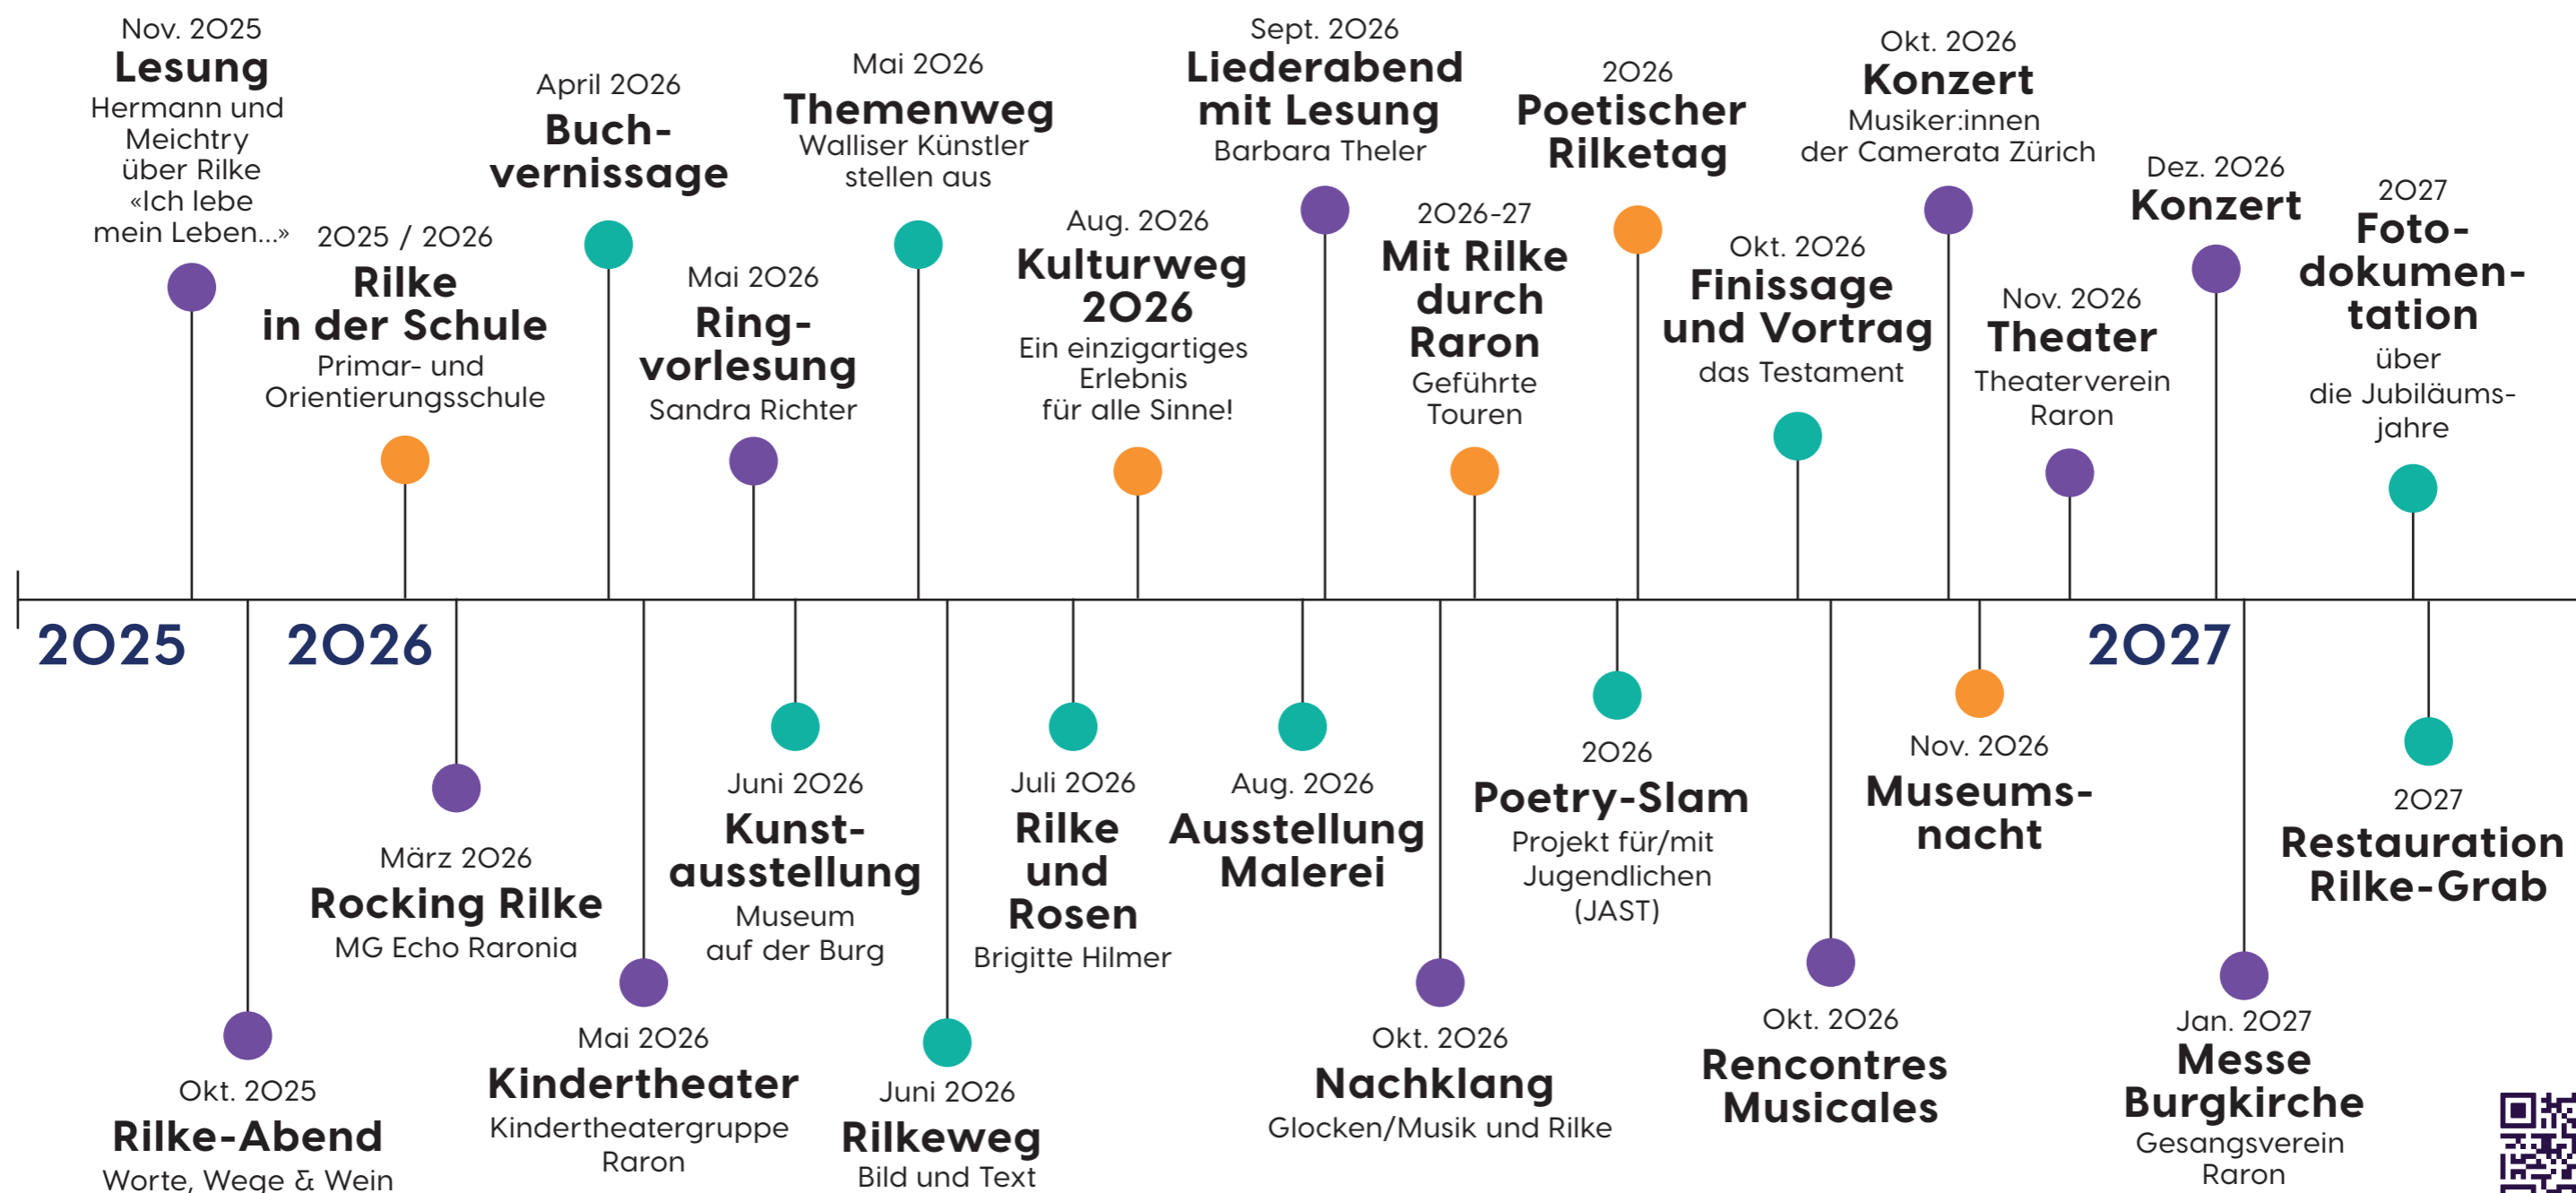 Nov. 2025
Lesung
Hermann und
Meichtry
über Rilke
«Ich lebe
mein Leben...»
2025 / 2026
Rilke
in der Schule
Primar- und
Orientierungsschule
April 2026
Buch-
vernissage
Mai 2026
Ring-
vorlesung
Sandra Richter
Mai 2026
Themenweg
Walliser Künstler
stellen aus
Aug. 2026
Kulturweg
2026
Ein einzigartiges
Erlebnis
für alle Sinne!
Sept. 2026
Liederabend
mit Lesung
Barbara Theler
2026-27
Mit Rilke
durch
Raron
Geführte
Touren
2026
Poetischer
Rilketag
Okt. 2026
Finissage
und Vortrag
das Testament
Okt. 2026
Konzert
Musiker:innen
der Camerata Zürich
Nov. 2026
Theater
Theaterverein
Raron
Dez. 2026
Konzert
2027
Foto-
dokumen-
tation
über
die Jubiläums-
jahre
2025
2026
2027
Okt. 2025
Rilke-Abend
Worte, Wege & Wein
März 2026
Rocking Rilke
MG Echo Raronia
Mai 2026
Kindertheater
Kindertheatergruppe
Raron
Juni 2026
Kunst-
ausstellung
Museum
auf der Burg
Juni 2026
Rilkeweg
Bild und Text
Juli 2026
Rilke
und
Rosen
Brigitte Hilmer
Aug. 2026
Ausstellung
Malerei
Okt. 2026
Nachklang
Glocken/Musik und Rilke
2026
Poetry-Slam
Projekt für/mit
Jugendlichen
(JAST)
Okt. 2026
Rencontres
Musicales
Nov. 2026
Museums-
nacht
Jan. 2027
Messe
Burgkirche
Gesangsverein
Raron
2027
Restauration
Rilke-Grab